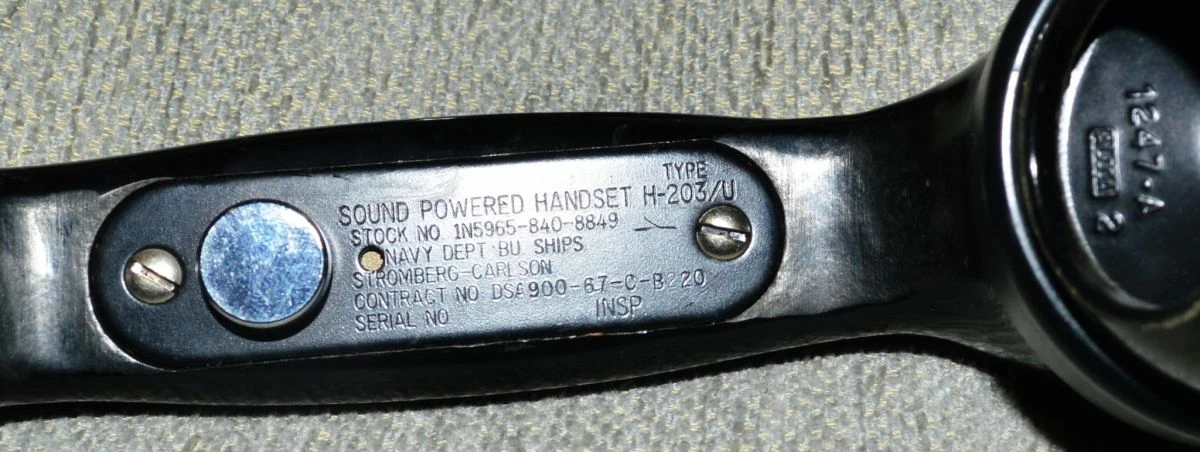 TYPE
SOUND POWERED HANDSET H-203/U
STOCK NO 1N5965-840-8849
NAVY DEPT BU SHIPS
STROMBERG-CARLSON
CONTRACT NO DSA900-67-C-B220
SERIAL NO INSP.
1247-A
2